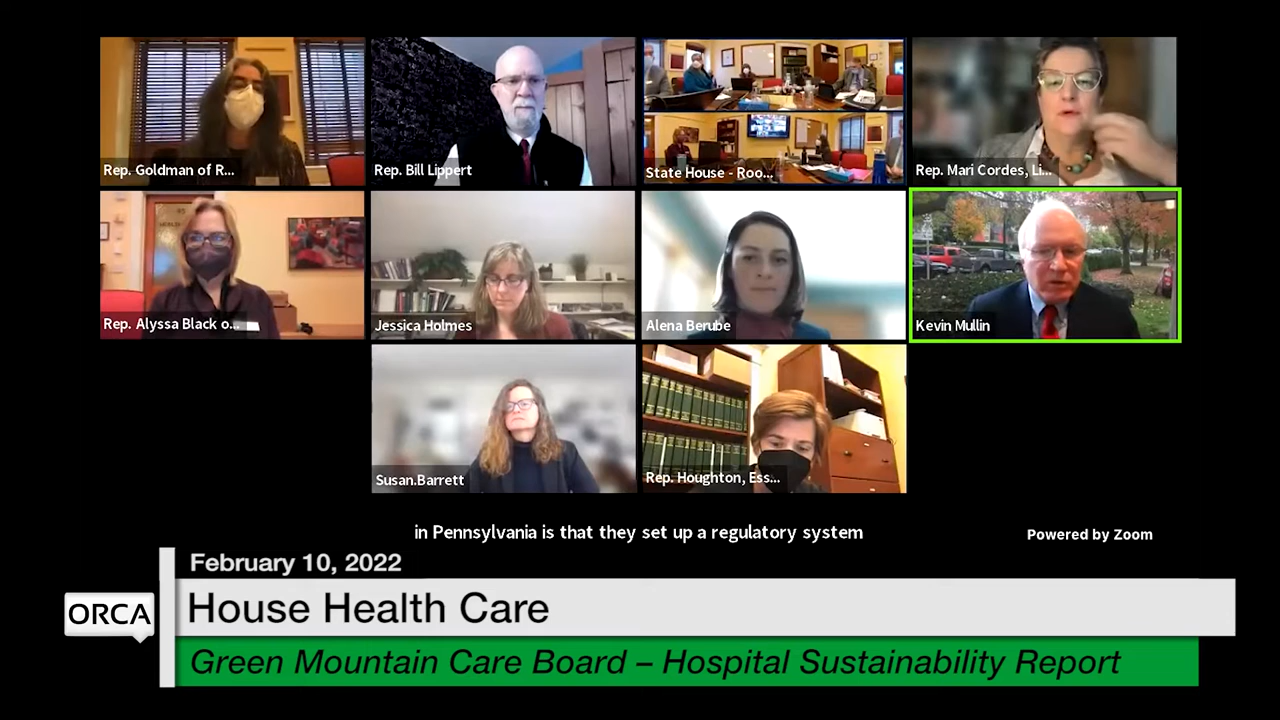 Rep. Goldman of R...
Rep. Bill Lippert
State House - Roo...
Rep. Mari Cordes, Li...
Rep. Alyssa Black o...
Jessica Holmes
Alena Berube
Kevin Mullin
Susan.Barrett
Rep. Houghton, Ess...
in Pennsylvania is that they set up a regulatory system
Powered by Zoom
February 10, 2022
ORCA
House Health Care
Green Mountain Care Board – Hospital Sustainability Report